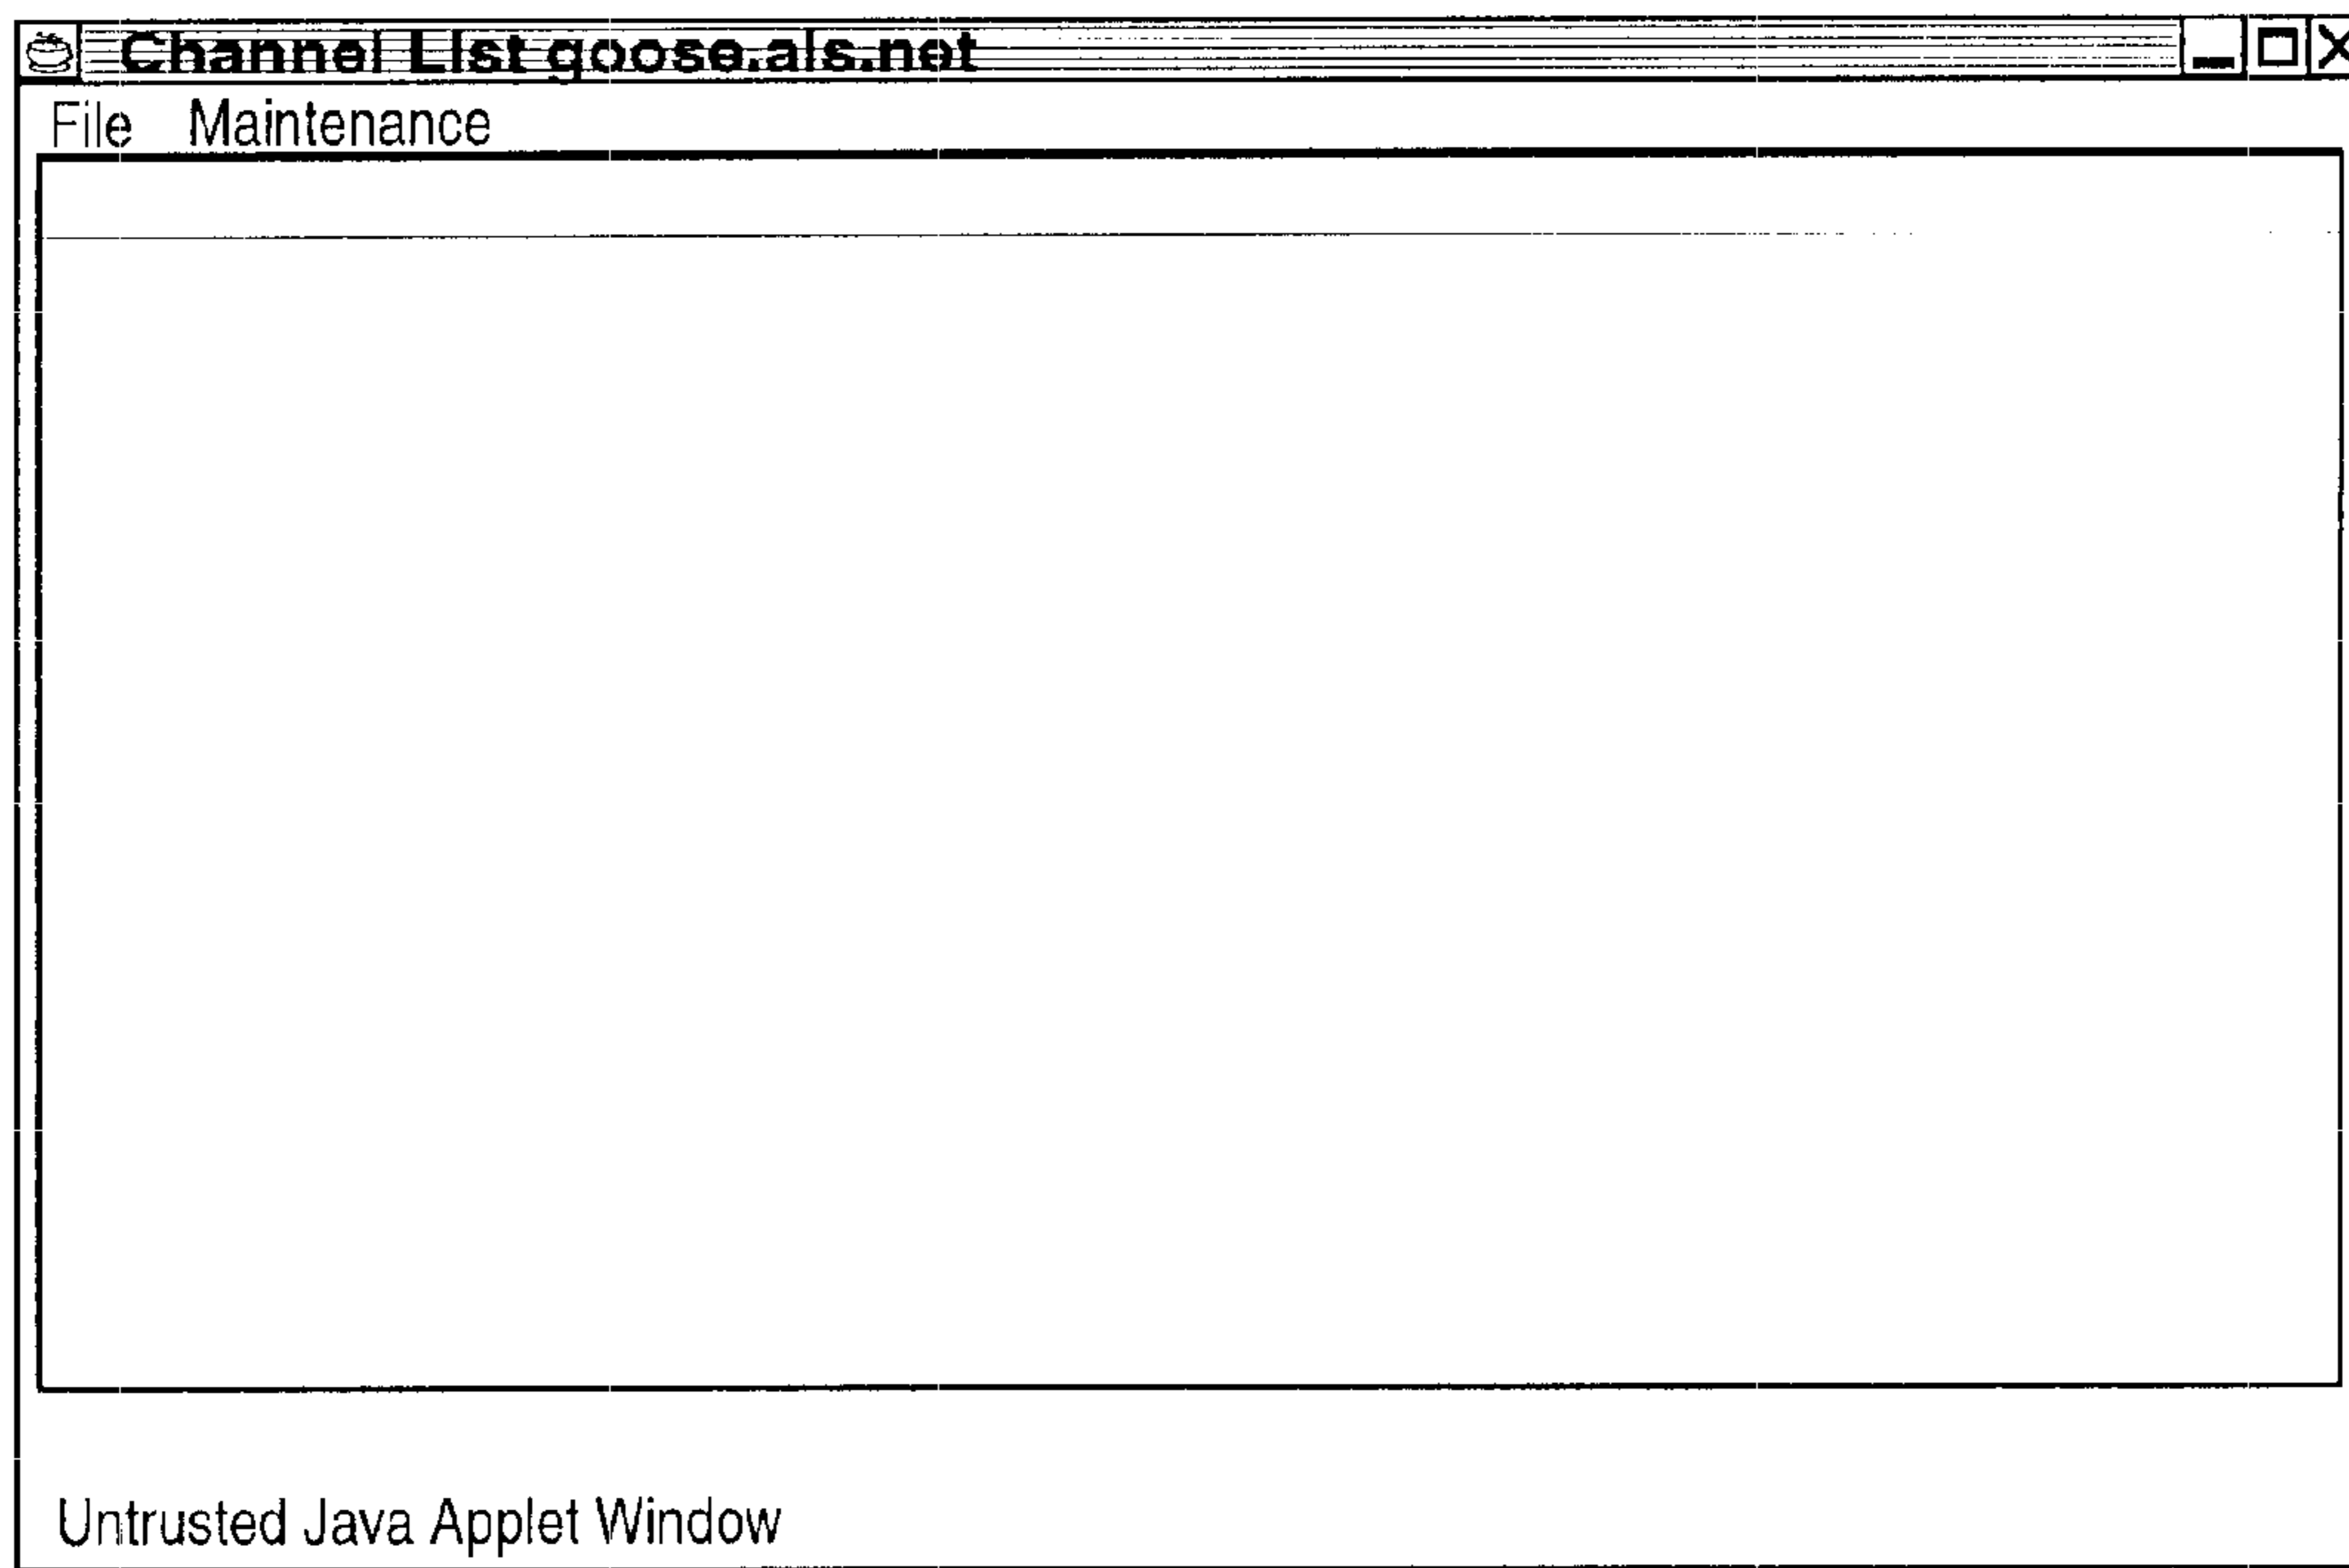 Channel List goose.als.net
File Maintenance
Untrusted Java Applet Window